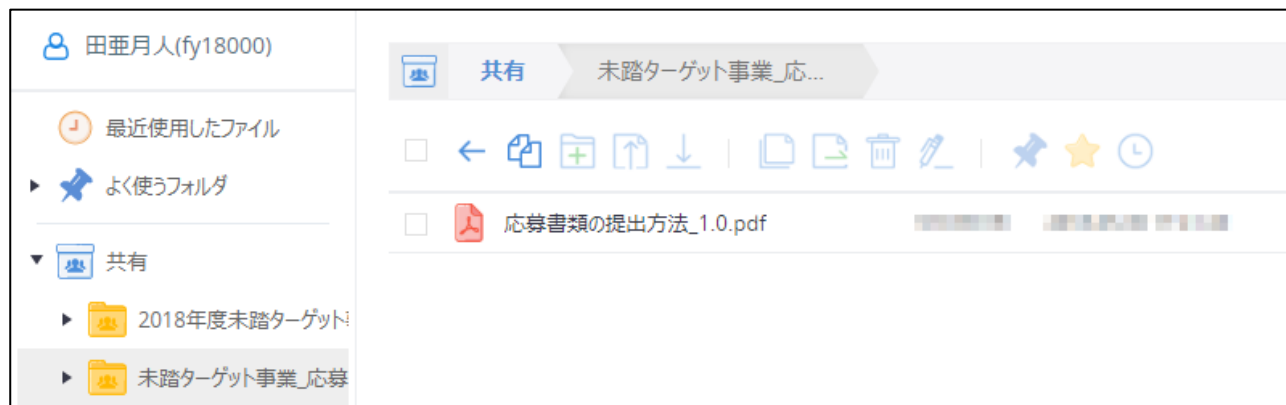 田亜月人(fy18000)
最近使用したファイル
よく使うフォルダ
共有
2018年度未踏ターゲット
未踏ターゲット事業_応募
共有
未踏ターゲット事業_応...
応募書類の提出方法_1.0.pdf